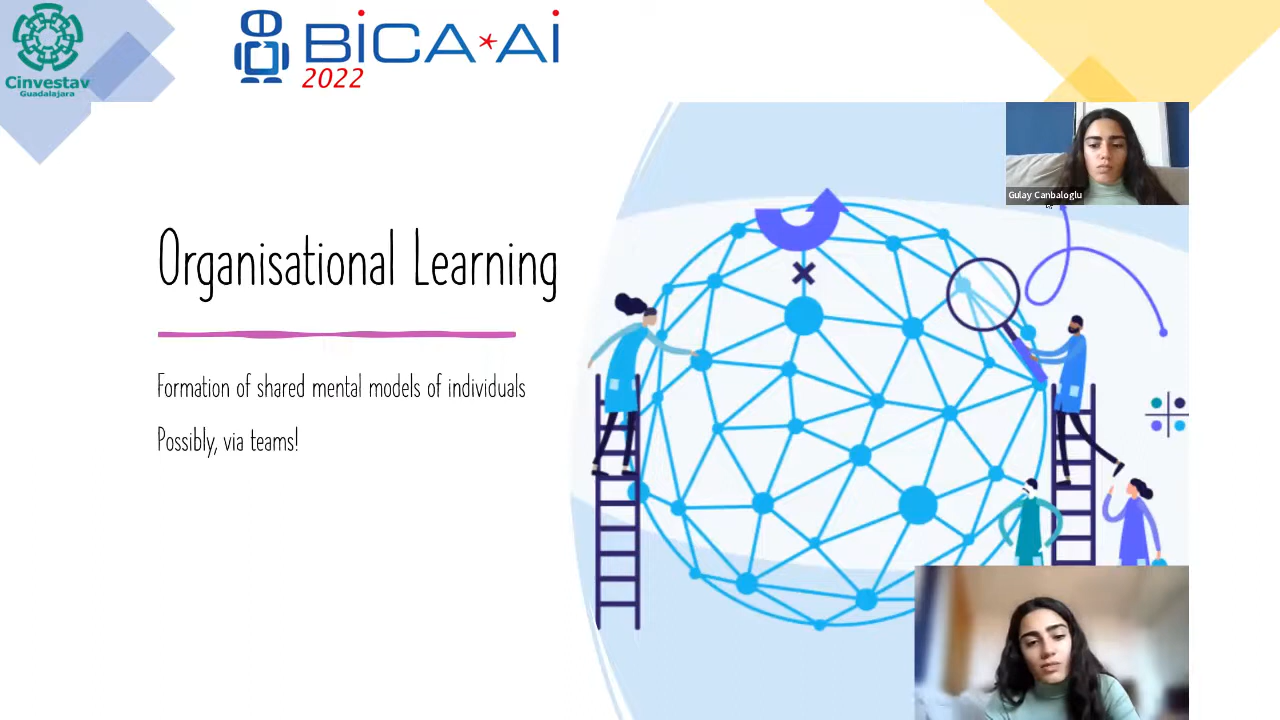 Cinvestav
Guadalajara
BiCA*Ai
2022
Gulay Canbaloglu
Organisational Learning
Formation of shared mental models of individuals
Possibly, via teams!